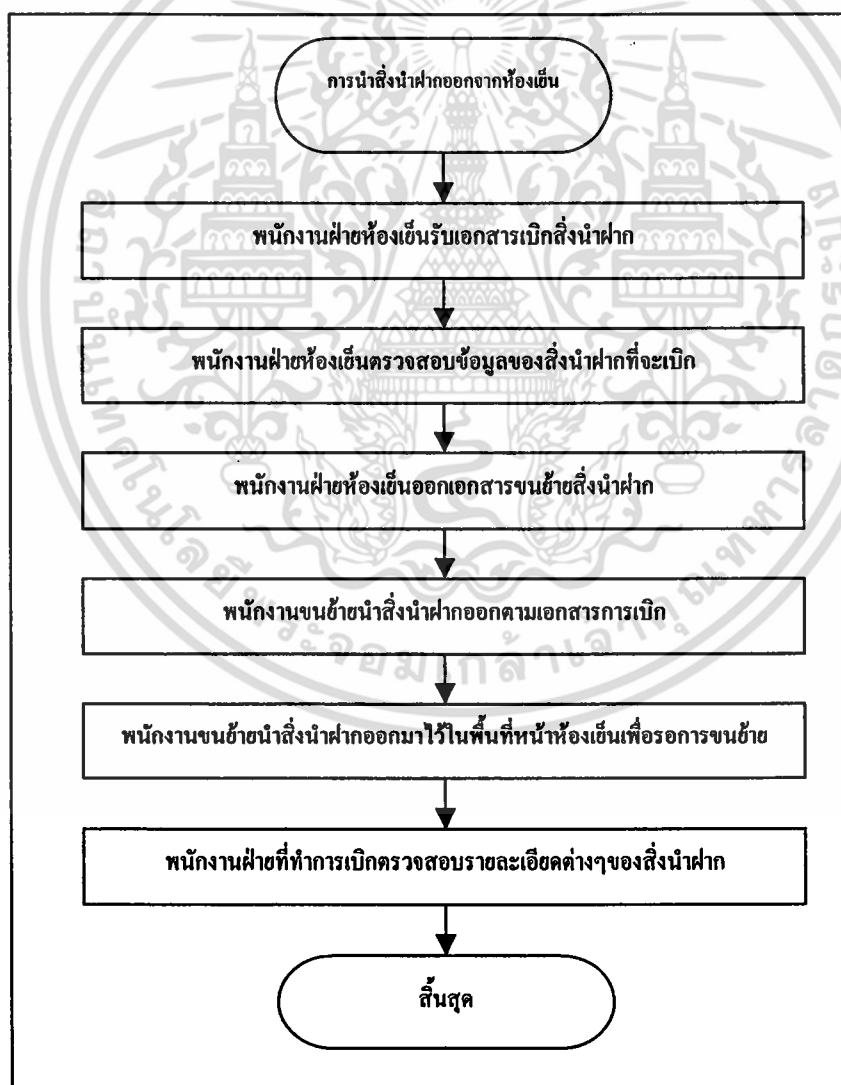 การนำสิ่งนำฝากออกจากห้องเย็น
พนักงานฝ่ายห้องเย็นรับเอกสารเบิกสิ่งนำฝาก
พนักงานฝ่ายห้องเย็นตรวจสอบข้อมูลของสิ่งนำฝากที่จะเบิก
พนักงานฝ่ายห้องเย็นออกเอกสารขนย้ายสิ่งนำฝาก
พนักงานขนย้ายนำสิ่งนำฝากออกตามเอกสารการเบิก
พนักงานขนย้ายนำสิ่งนำฝากออกมาไว้ในพื้นที่หน้าห้องเย็นเพื่อรอการขนย้าย
พนักงานฝ่ายที่ทำการเบิกตรวจสอบรายละเอียดต่างๆของสิ่งนำฝาก
สิ้นสุด